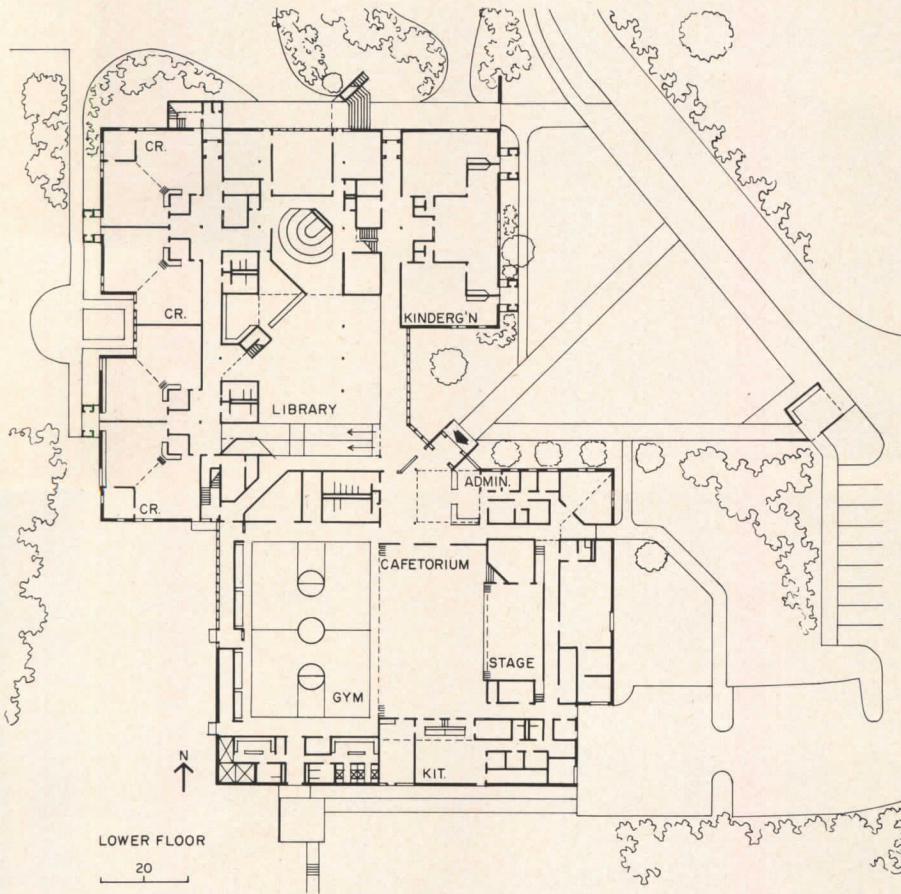 CR.
CR.
KINDERG'N
LIBRARY
ADMIN.
CR.
CAFETORIUM
STAGE
GYM
KIT.
N
LOWER FLOOR
20